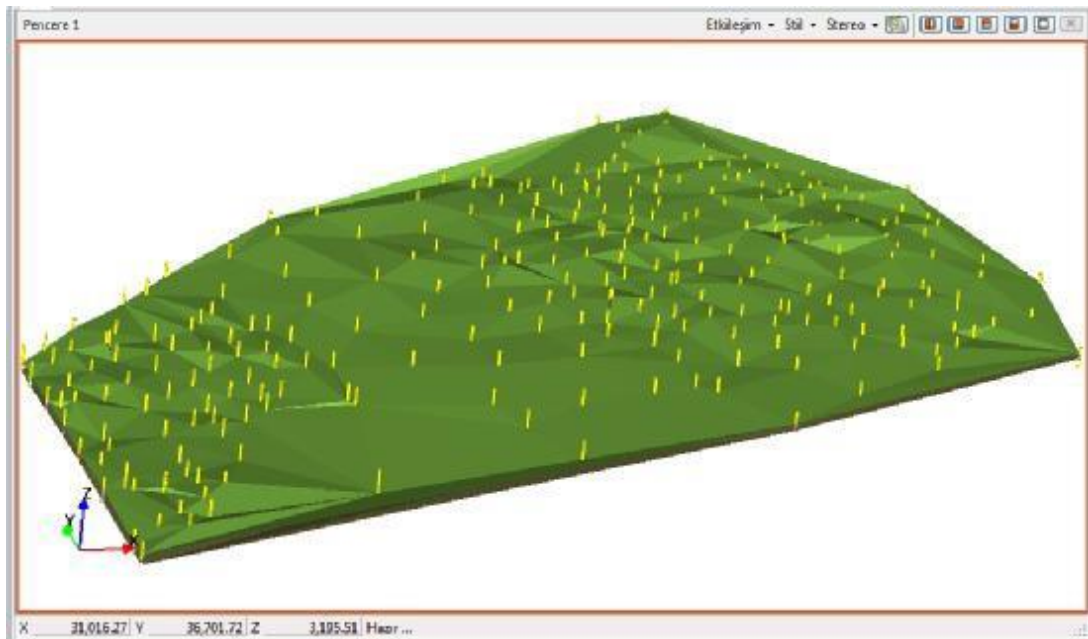 Pencere 1 Etkileşim Stil Stereo
Z
Y
X
X 31,016.27 Y 36,701.72 Z 3,195.51 Hazır ...